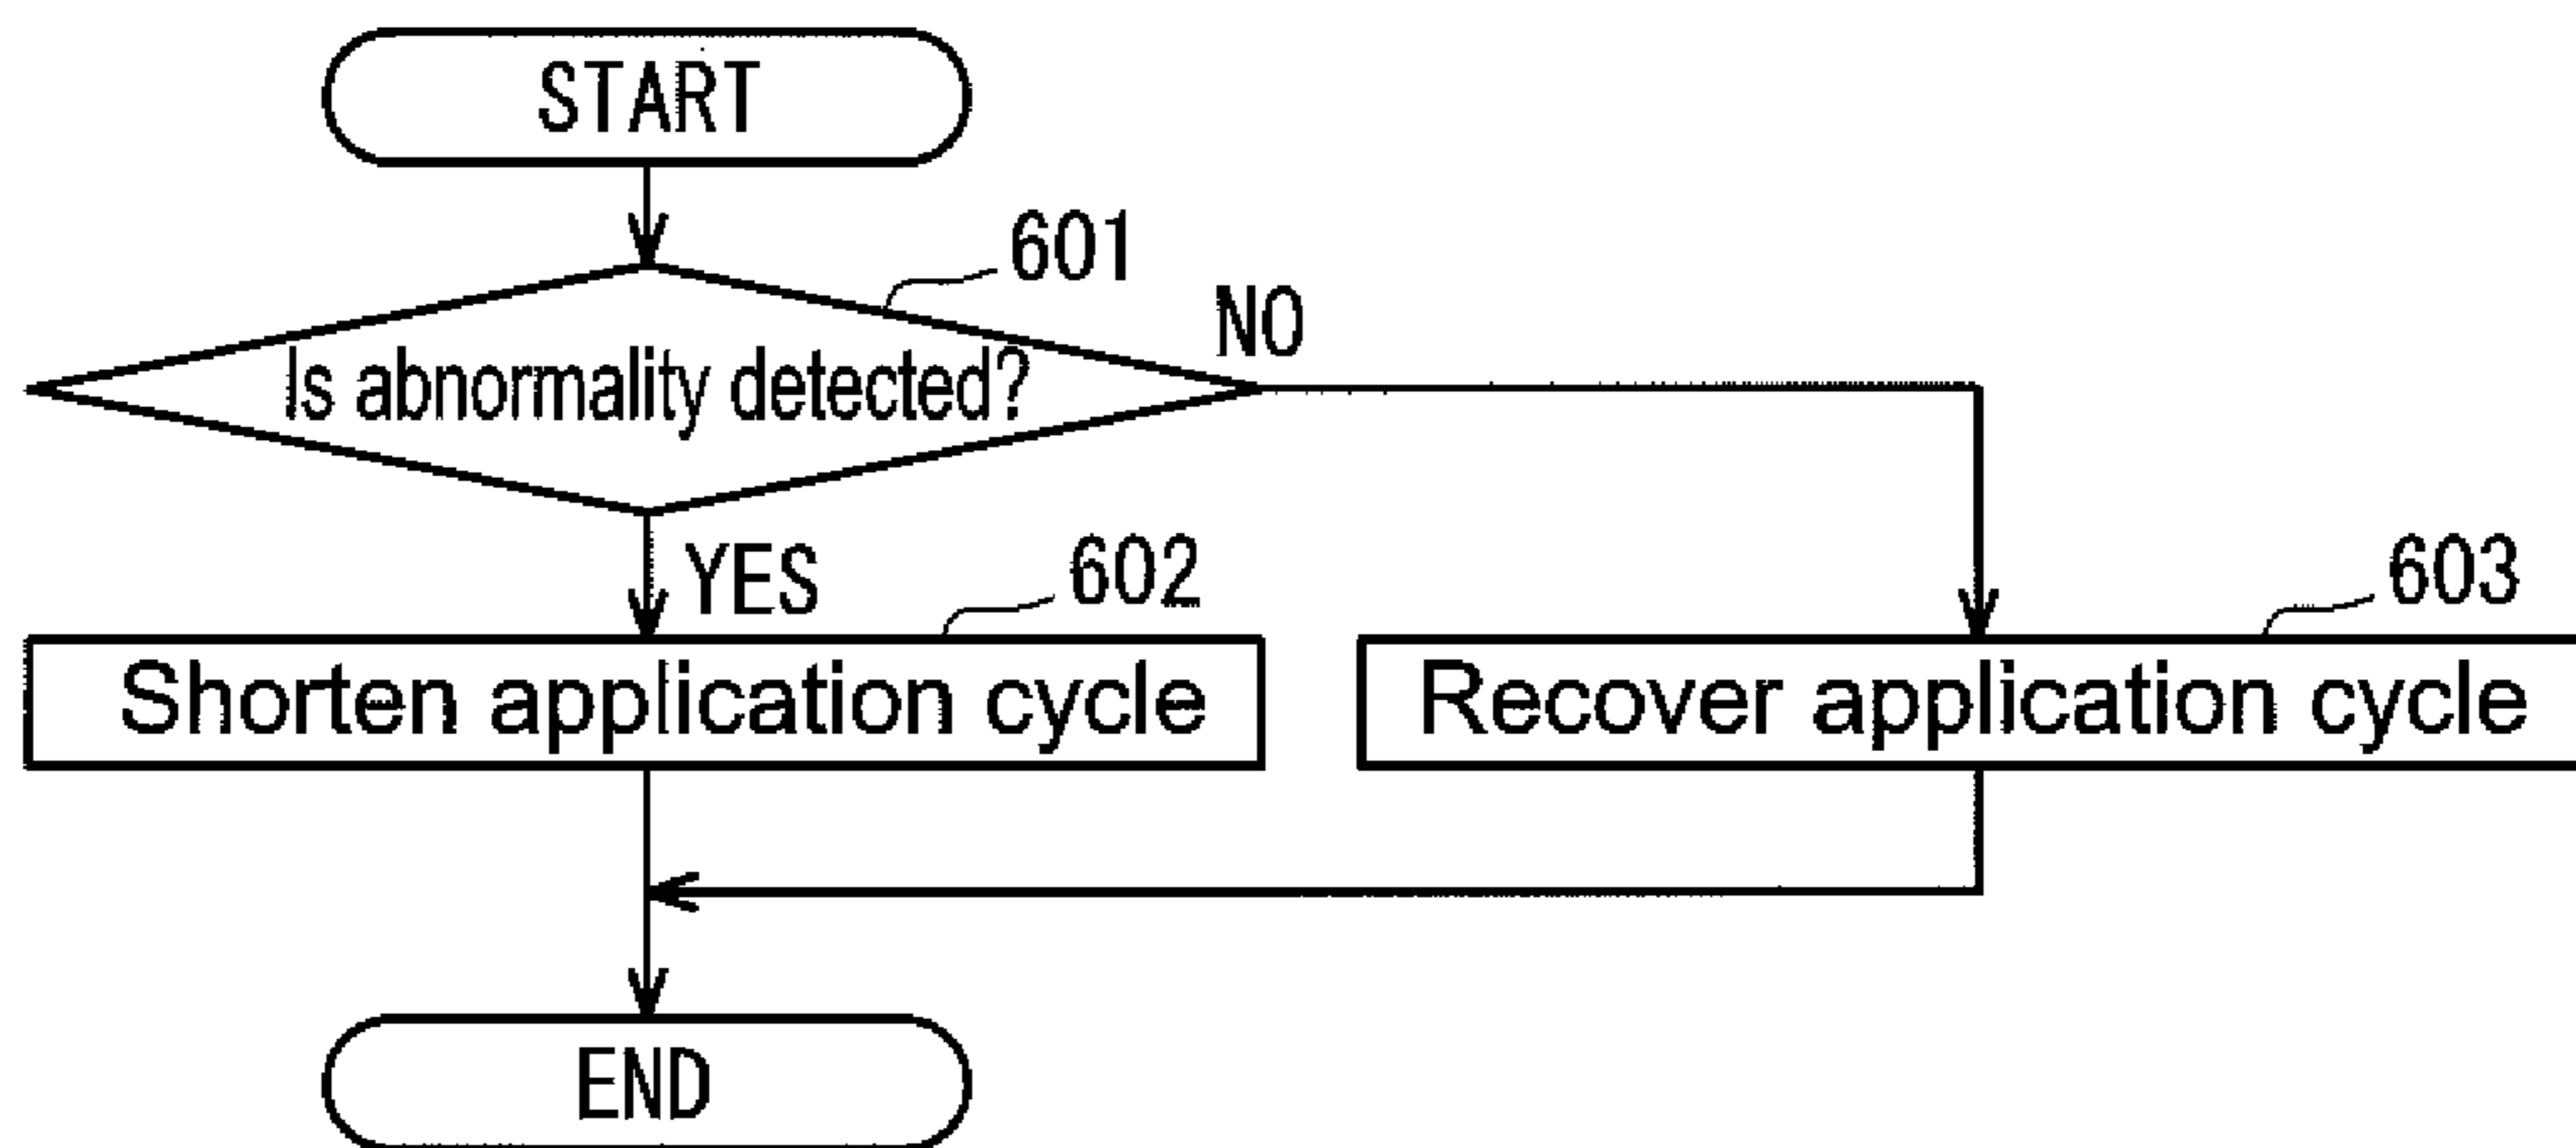 START
601
NO
Is abnormality detected?
YES
602
603
Shorten application cycle
Recover application cycle
END